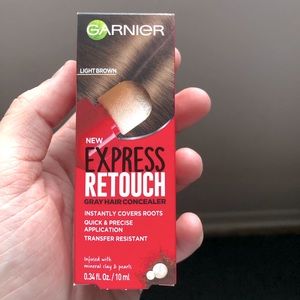 GARNIER
LIGHT BROWN
NEW
EXPRESS
RETOUCH
GRAY HAIR CONCEALER
INSTANTLY COVERS ROOTS
QUICK & PRECISE
APPLICATION
TRANSFER RESISTANT
Infused with
mineral clay & pearls
0.34 fl. Oz. / 10 ml